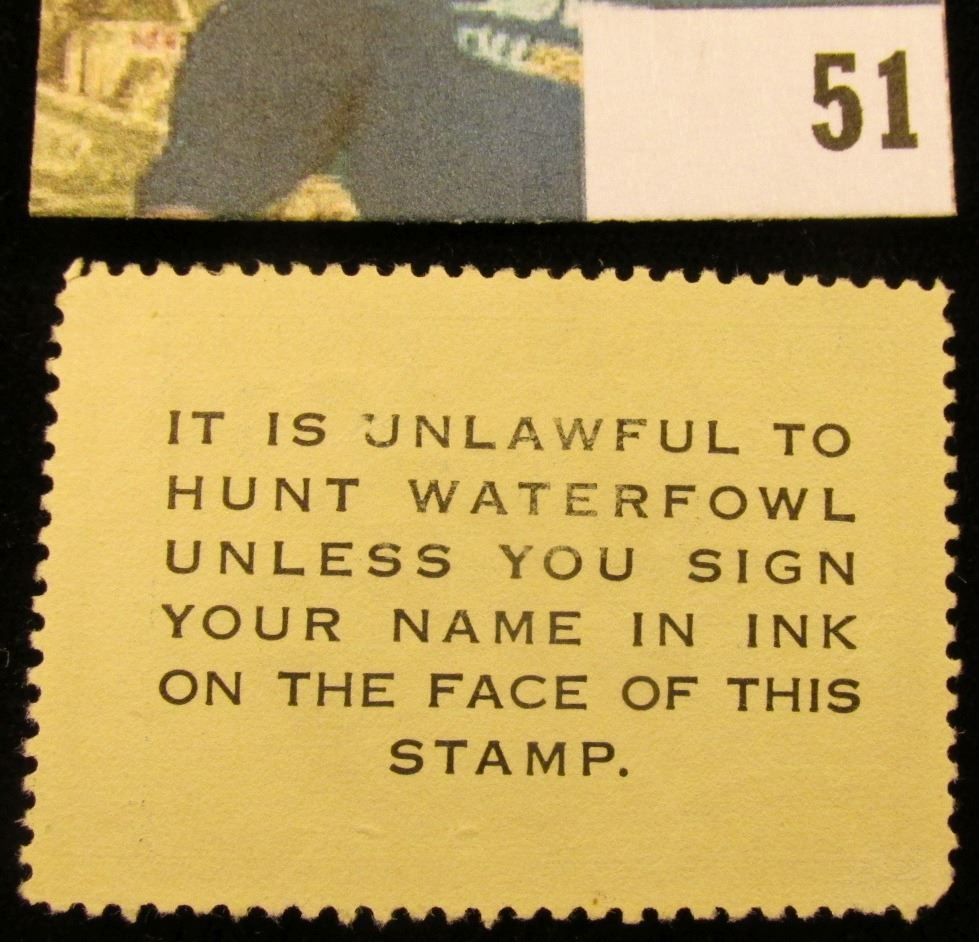 51
IT IS UNLAWFUL TO
HUNT WATERFOWL
UNLESS YOU SIGN
YOUR NAME IN INK
ON THE FACE OF THIS
STAMP.